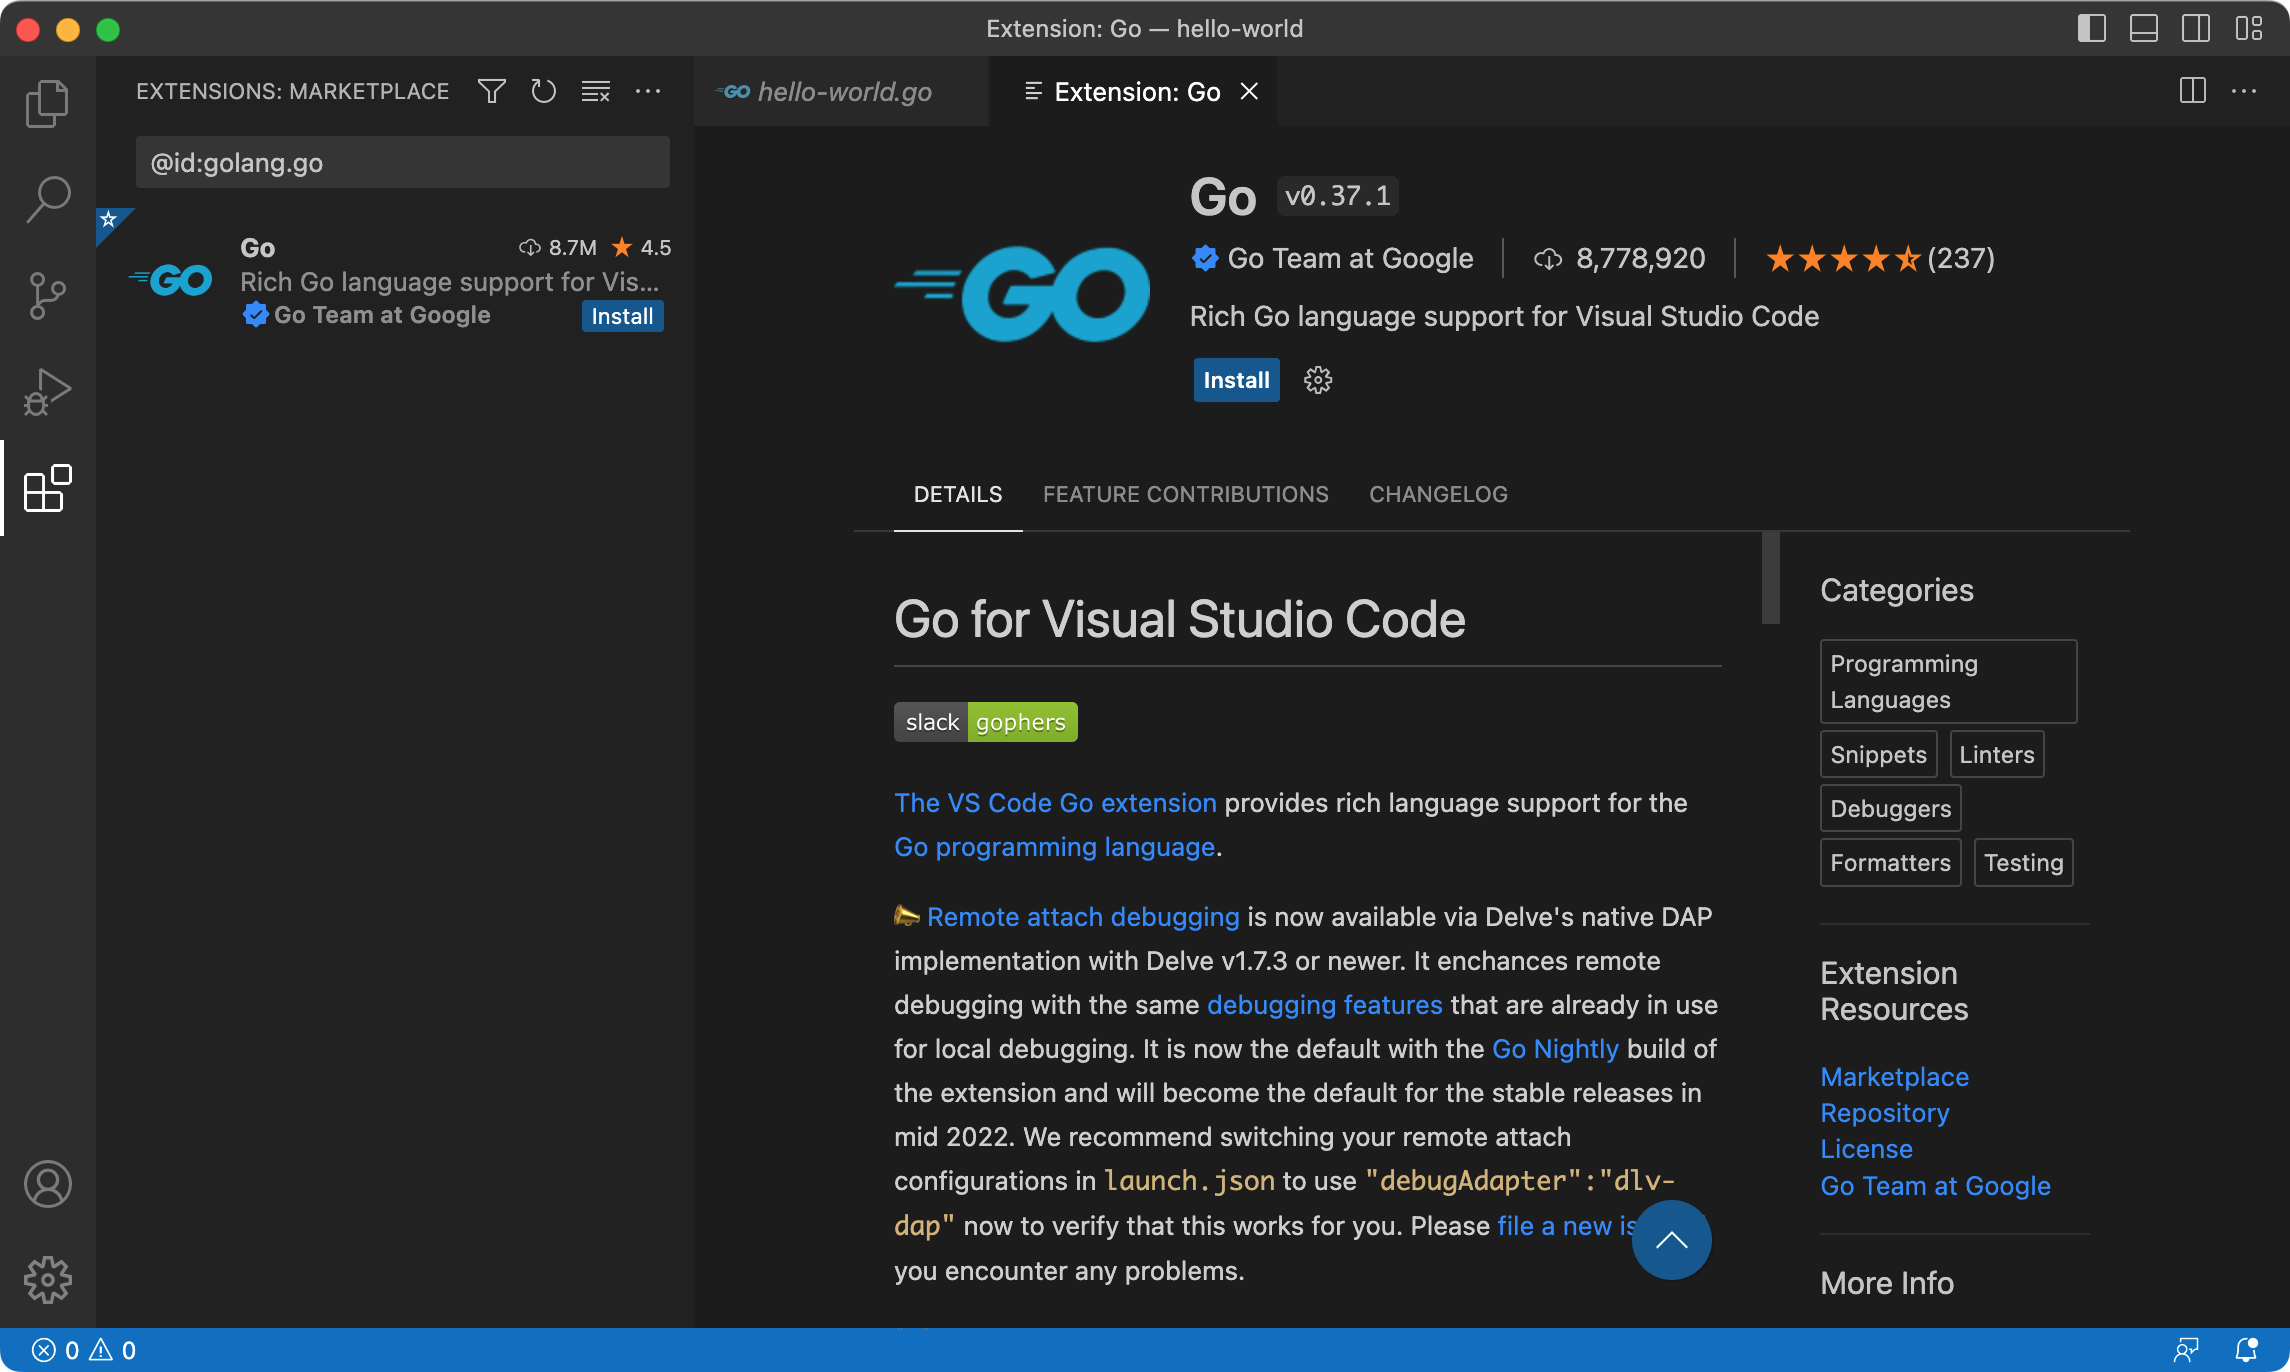 Extension: Go — hello-world
EXTENSIONS: MARKETPLACE
@id:golang.go
GO
Go
8.7M ★ 4.5
Rich Go language support for Vis...
Go Team at Google
Install
GO hello-world.go
Extension: Go
GO
Go v0.37.1
Go Team at Google
8,778,920
(237)
Rich Go language support for Visual Studio Code
Install
DETAILS
FEATURE CONTRIBUTIONS
CHANGELOG
Go for Visual Studio Code
slack gophers
The VS Code Go extension provides rich language support for the
Go programming language.
Remote attach debugging is now available via Delve's native DAP
implementation with Delve v1.7.3 or newer. It enchances remote
debugging with the same debugging features that are already in use
for local debugging. It is now the default with the Go Nightly build of
the extension and will become the default for the stable releases in
mid 2022. We recommend switching your remote attach
configurations in launch.json to use "debugAdapter":"dlv-
dap" now to verify that this works for you. Please file a new
you encounter any problems.
Categories
Programming
Languages
Snippets
Linters
Debuggers
Formatters
Testing
Extension
Resources
Marketplace
Repository
License
Go Team at Google
More Info
0
0